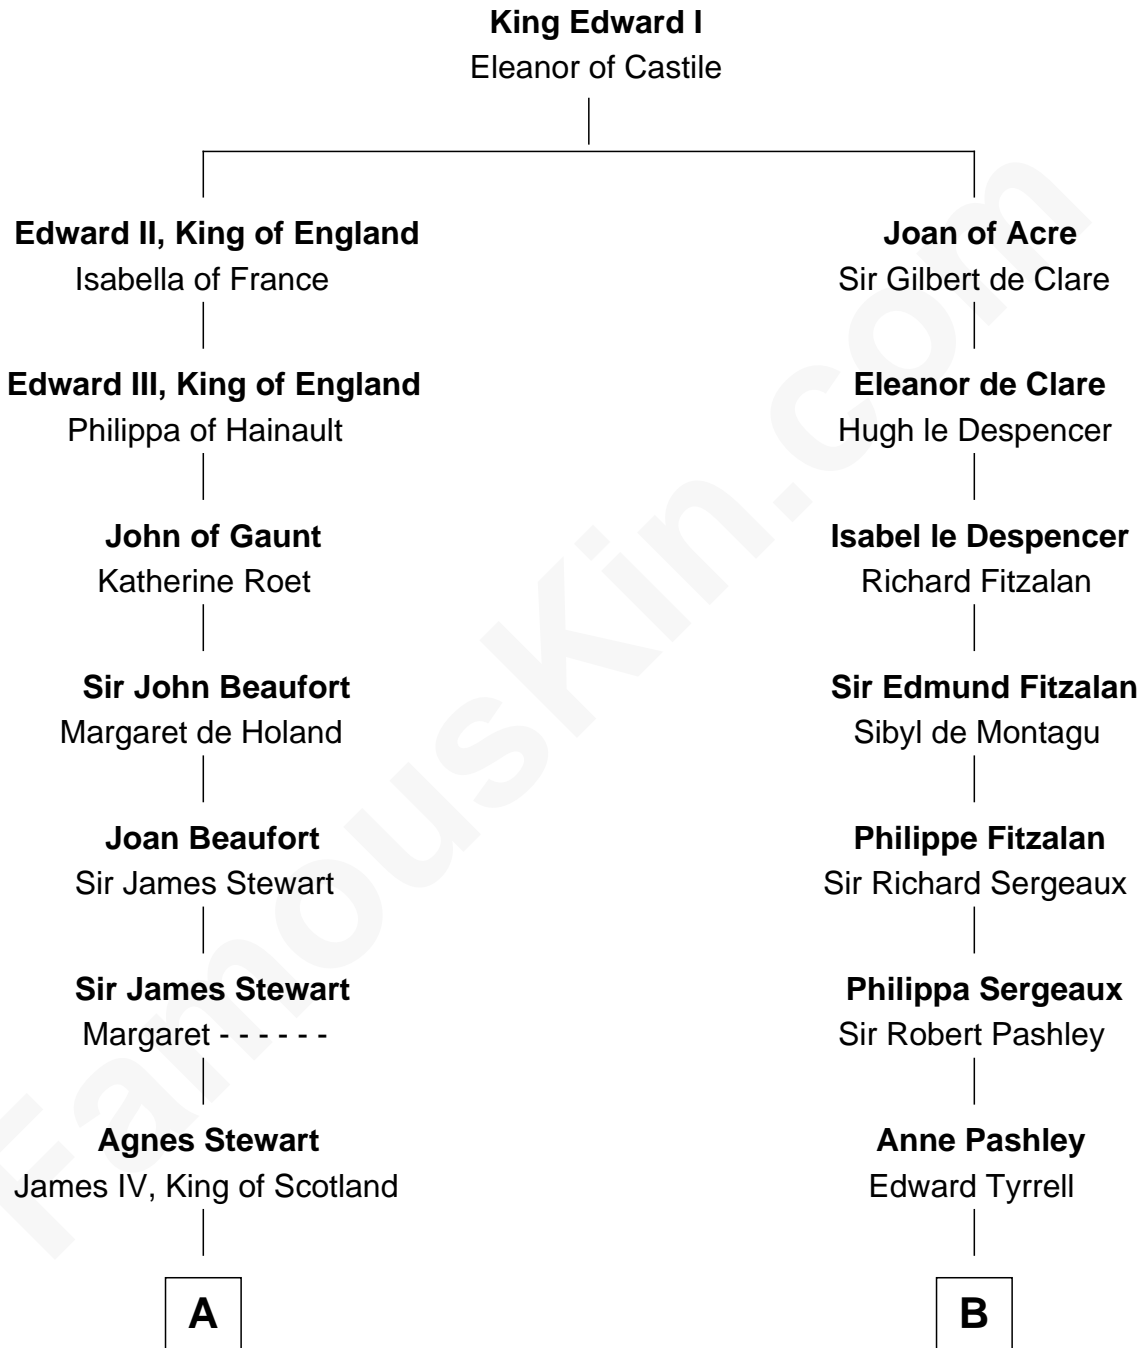 King Edward I
Eleanor of Castile
Edward II, King of England
Isabella of France
Edward III, King of England
Philippa of Hainault
John of Gaunt
Katherine Roet
Sir John Beaufort
Margaret de Holand
Joan Beaufort
Sir James Stewart
Sir James Stewart
Margaret - - - - - -
Agnes Stewart
James IV, King of Scotland
A
Joan of Acre
Sir Gilbert de Clare
Eleanor de Clare
Hugh le Despencer
Isabel le Despencer
Richard Fitzalan
Sir Edmund Fitzalan
Sibyl de Montagu
Philippe Fitzalan
Sir Richard Sergeaux
Philippa Sergeaux
Sir Robert Pashley
Anne Pashley
Edward Tyrrell
B
FamousKin.com